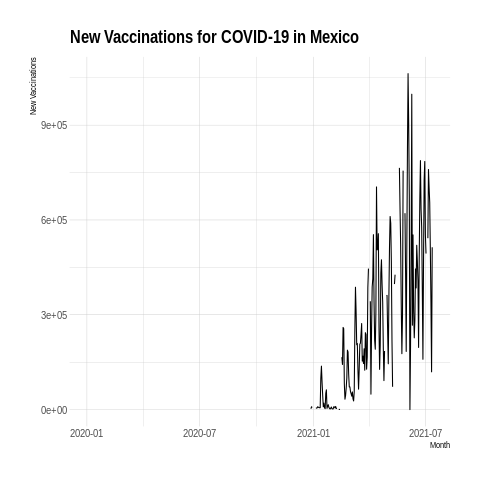 New Vaccinations for COVID-19 in Mexico
New Vaccinations
9e+05
6e+05
3e+05
0e+00
2020-01
2020-07
2021-01
2021-07
Month